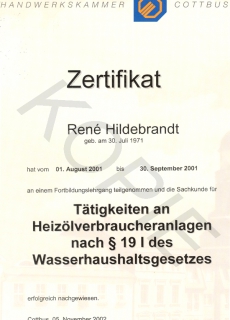 HANDWERKSKAMMER COTTBUS
Zertifikat
René Hildebrandt
geb. am 30. Juli 1971
hat vom 01. August 2001 bis 30. September 2001
an einem Fortbildungslehrgang teilgenommen und die Sachkunde für
Tätigkeiten an
Heizölverbraucheranlagen
nach § 19 I des
Wasserhaushaltsgesetzes
erfolgreich nachgewiesen.
Cottbus, 05. November 2002
KOPIE